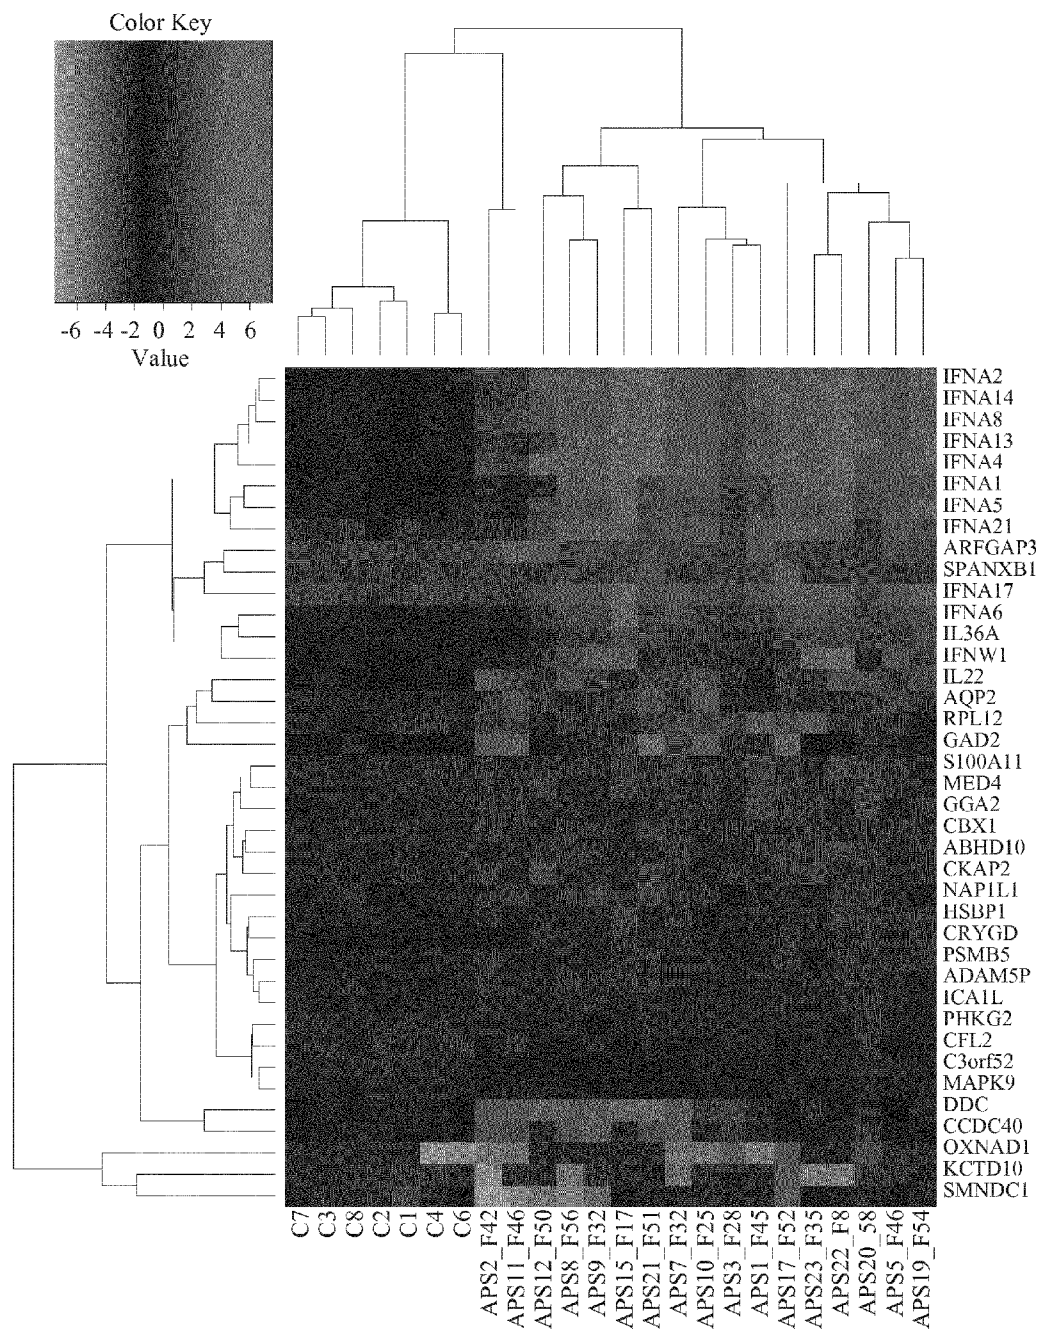 Color Key
-6 -4 -2 0 2 4 6
Value
IFNA2
IFNA14
IFNA8
IFNA13
IFNA4
IFNA1
IFNA5
IFNA21
ARFGAP3
SPANXB1
IFNA17
IFNA6
IL36A
IFNW1
IL22
AQP2
RPL12
GAD2
S100A11
MED4
GGA2
CBX1
ABHD10
CKAP2
NAP1L1
HSBP1
CRYGD
PSMB5
ADAM5P
ICA1L
PHKG2
CFL2
C3orf52
MAPK9
DDC
CCDC40
OXNAD1
KCTD10
SMNDC1
C7
C3
C8
C2
C1
C4
C6
APS2_F42
APS11_F46
APS12_F50
APS8_F56
APS9_F32
APS15_F17
APS21_F51
APS7_F32
APS10_F25
APS3_F28
APS1_F45
APS17_F52
APS23_F35
APS22_F8
APS20_58
APS5_F46
APS19_F54